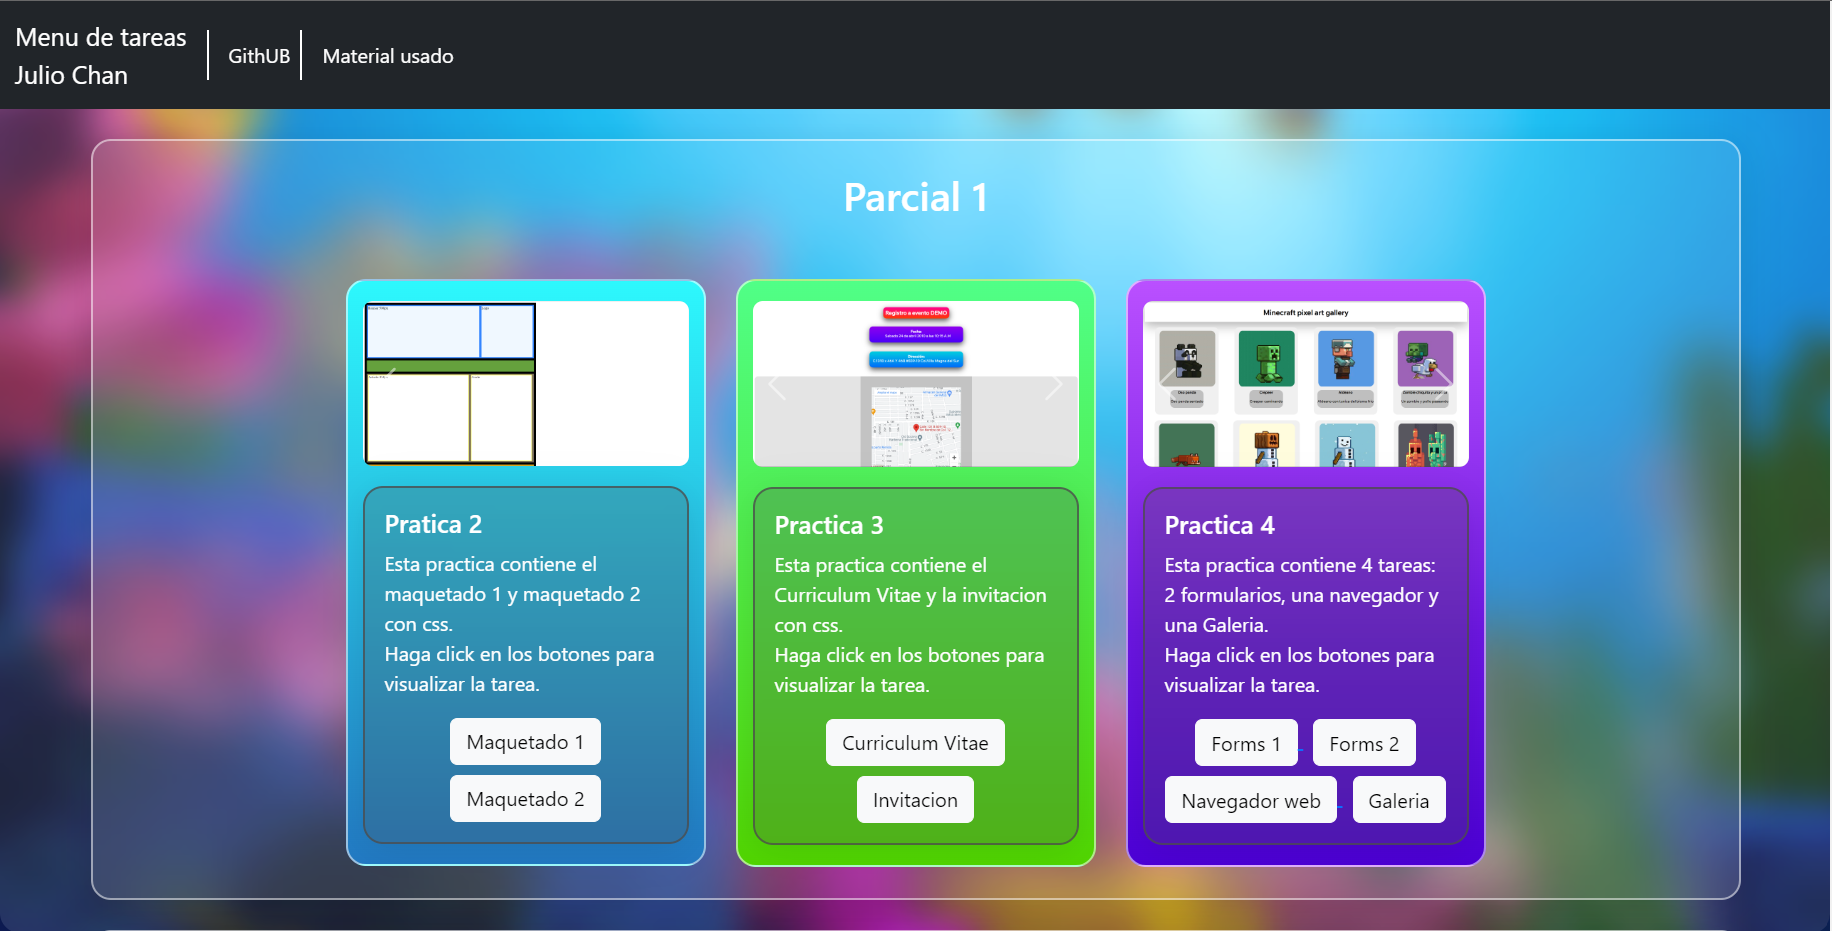 Menu de tareas
Julio Chan
GithUB
Material usado
Parcial 1
Pratica 2
Esta practica contiene el
maquetado 1 y maquetado 2
con css.
Haga click en los botones para
visualizar la tarea.
Maquetado 1
Maquetado 2
Registro a evento DEMO
Practica 3
Esta practica contiene el
Curriculum Vitae y la invitacion
con css.
Haga click en los botones para
visualizar la tarea.
Curriculum Vitae
Invitacion
Minecraft pixel art gallery
Practica 4
Esta practica contiene 4 tareas:
2 formularios, una navegador y
una Galeria.
Haga click en los botones para
visualizar la tarea.
Forms 1
Forms 2
Navegador web
Galeria